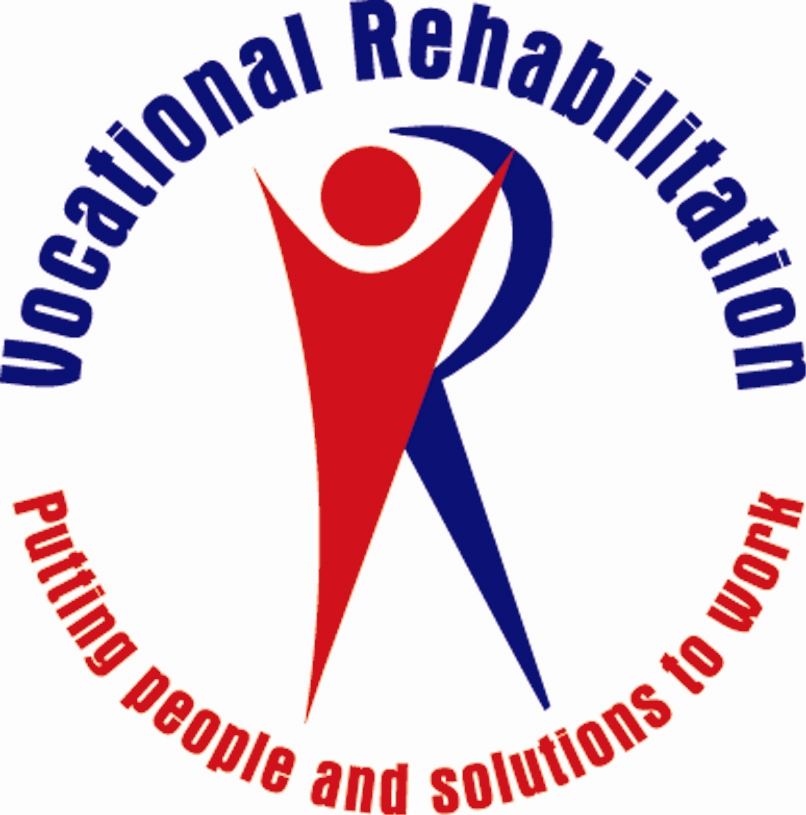 Vocational Rehabilitation
Putting people and solutions to work